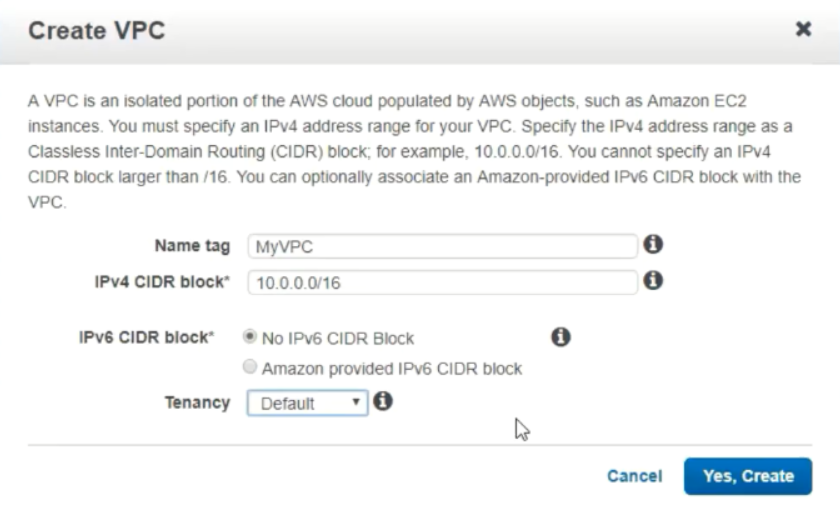 Create VPC
A VPC is an isolated portion of the AWS cloud populated by AWS objects, such as Amazon EC2
instances. You must specify an IPv4 address range for your VPC. Specify the IPv4 address range as a
Classless Inter-Domain Routing (CIDR) block; for example, 10.0.0.0/16. You cannot specify an IPv4
CIDR block larger than /16. You can optionally associate an Amazon-provided IPv6 CIDR block with the
VPC.
Name tag MyVPC
IPv4 CIDR block* 10.0.0.0/16
IPv6 CIDR block* No IPv6 CIDR Block
Amazon provided IPv6 CIDR block
Tenancy Default
Cancel Yes, Create